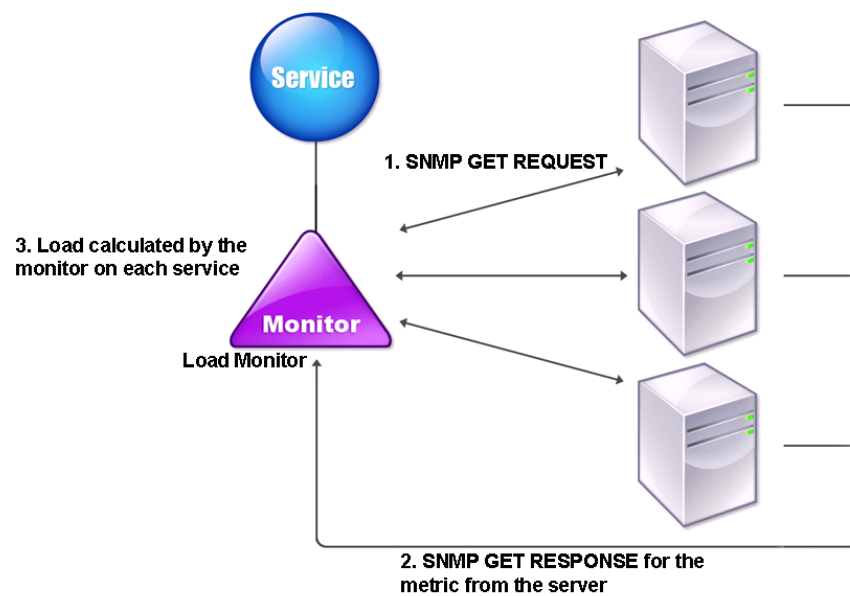 Service
1. SNMP GET REQUEST
3. Load calculated by the
monitor on each service
Monitor
Load Monitor
2. SNMP GET RESPONSE for the
metric from the server